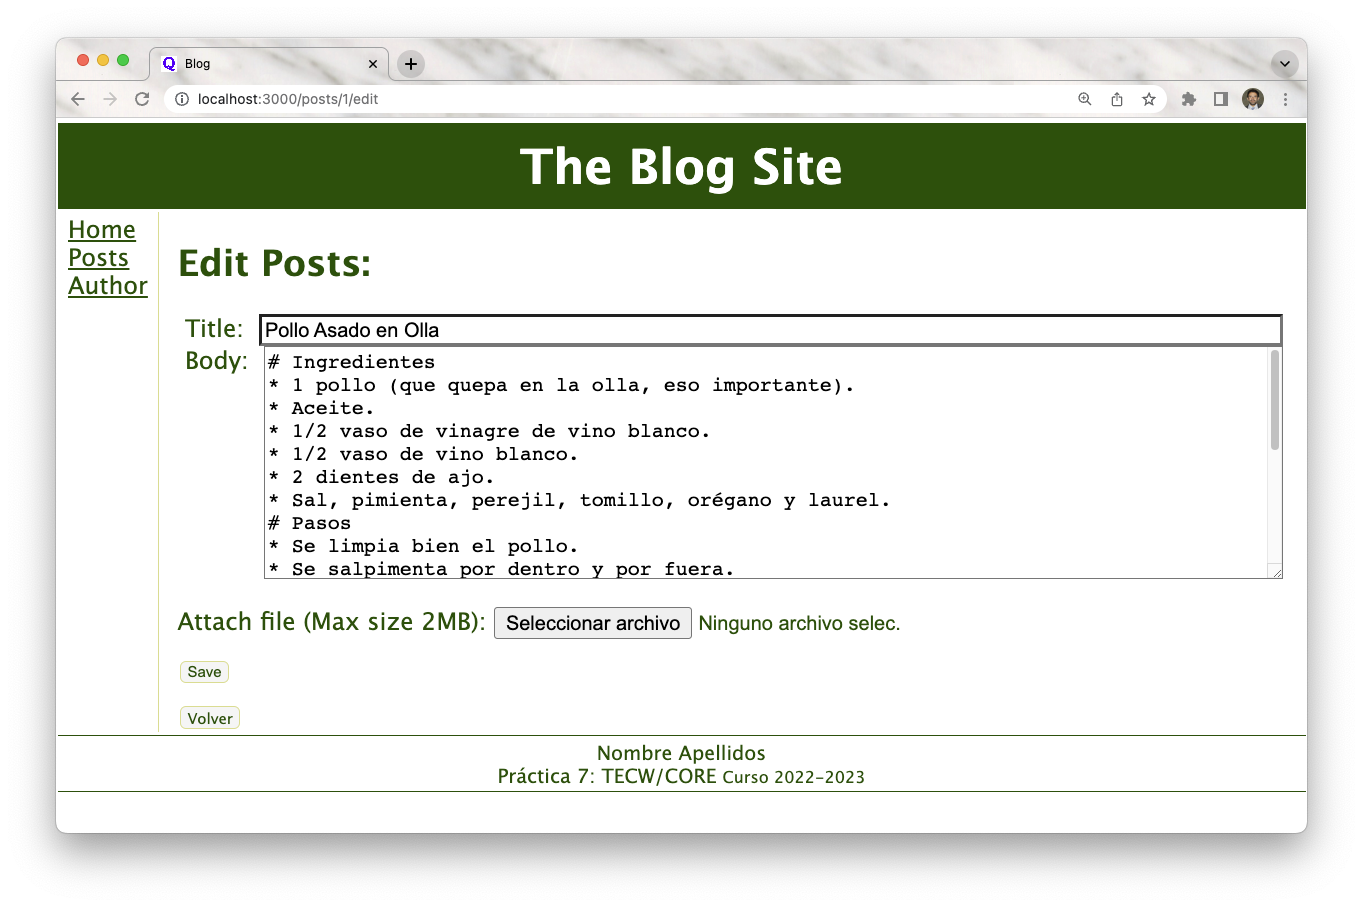 Blog
localhost:3000/posts/1/edit
The Blog Site
Home
Posts
Author
Edit Posts:
Title: Pollo Asado en Olla
Body:
# Ingredientes
* 1 pollo (que quepa en la olla, eso importante).
* Aceite.
* 1/2 vaso de vinagre de vino blanco.
* 1/2 vaso de vino blanco.
* 2 dientes de ajo.
* Sal, pimienta, perejil, tomillo, orégano y laurel.
# Pasos
* Se limpia bien el pollo.
* Se salpimenta por dentro y por fuera.
Attach file (Max size 2MB): Seleccionar archivo Ninguno archivo selec.
Save
Volver
Nombre Apellidos
Práctica 7: TECW/CORE Curso 2022-2023